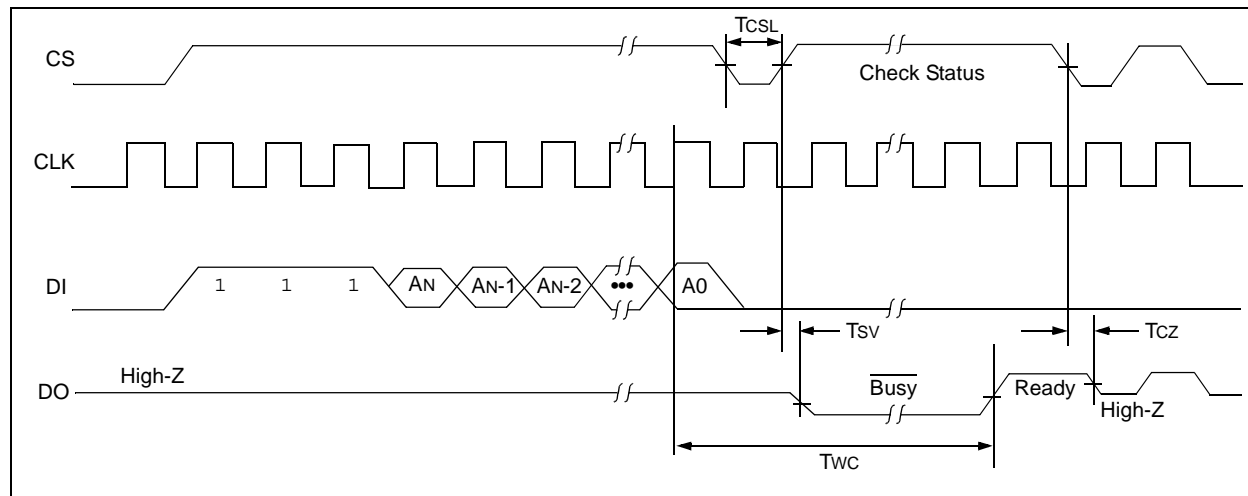 TCSL
CS
Check Status
CLK
DI
1 1 1 AN AN-1 AN-2 ••• A0
TSV
TCZ
High-Z
DO
Busy
Ready
High-Z
TWC